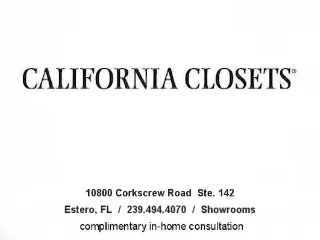 CALIFORNIA CLOSETS®
10800 Corkscrew Road Ste. 142
Estero, FL / 239.494.4070 / Showrooms
complimentary in-home consultation